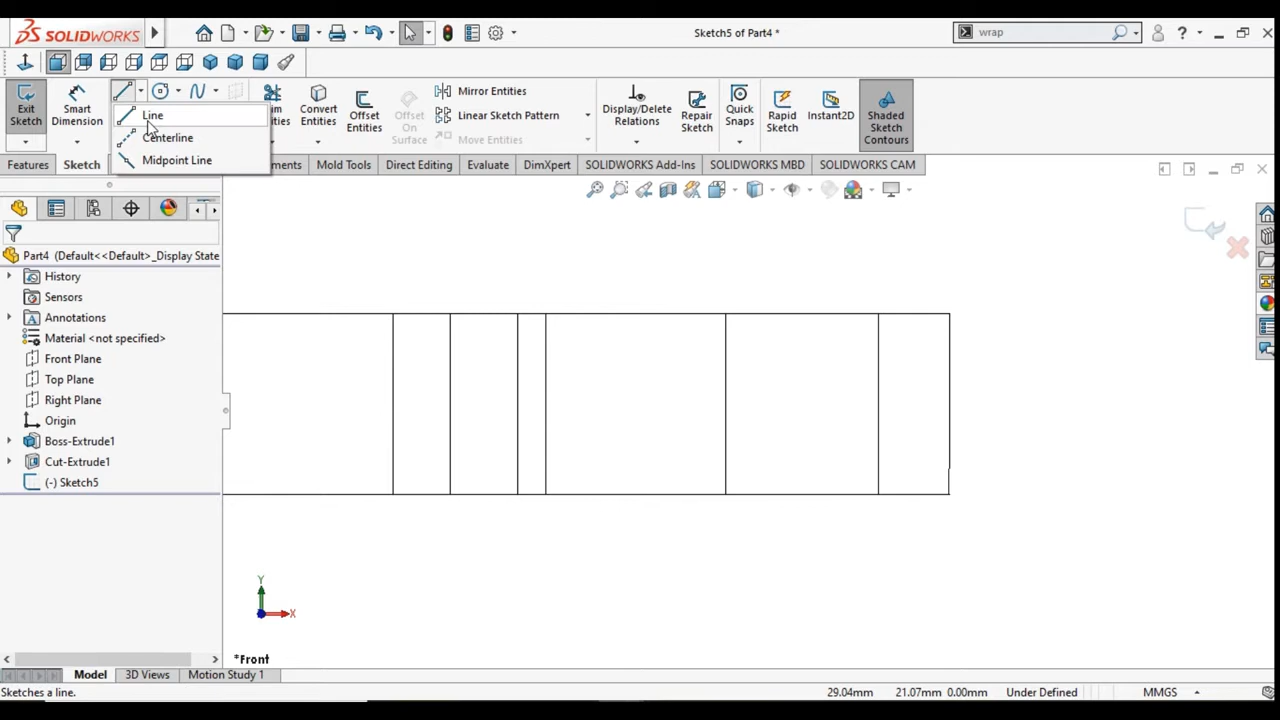 SOLIDWORKS
Sketch5 of Part4 *
wrap
Exit Sketch
Smart Dimension
Line
Centerline
Midpoint Line
Convert Entities
Offset Entities
Offset On Surface
Mirror Entities
Linear Sketch Pattern
Move Entities
Display/Delete Relations
Repair Sketch
Quick Snaps
Rapid Sketch
Instant2D
Shaded Sketch Contours
Features
Sketch
Mold Tools
Direct Editing
Evaluate
DimXpert
SOLIDWORKS Add-Ins
SOLIDWORKS MBD
SOLIDWORKS CAM
Part4 (Default<<Default>_Display State
History
Sensors
Annotations
Material <not specified>
Front Plane
Top Plane
Right Plane
Origin
Boss-Extrude1
Cut-Extrude1
(-) Sketch5
Y
X
*Front
Model
3D Views
Motion Study 1
Sketches a line.
29.04mm
21.07mm 0.00mm
Under Defined
MMGS